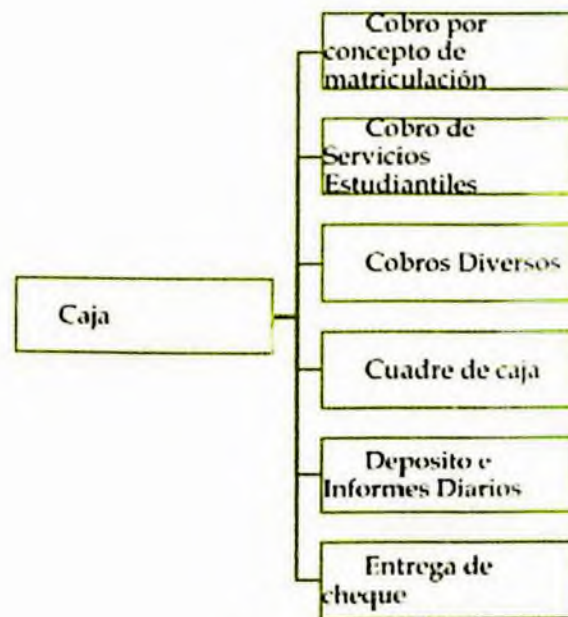 Cobro por
concepto de
matriculación
Cobro de
Servicios
Estudiantiles
Cobros Diversos
Caja
Cuadre de caja
Deposito e
Informes Diarios
Entrega de
cheque